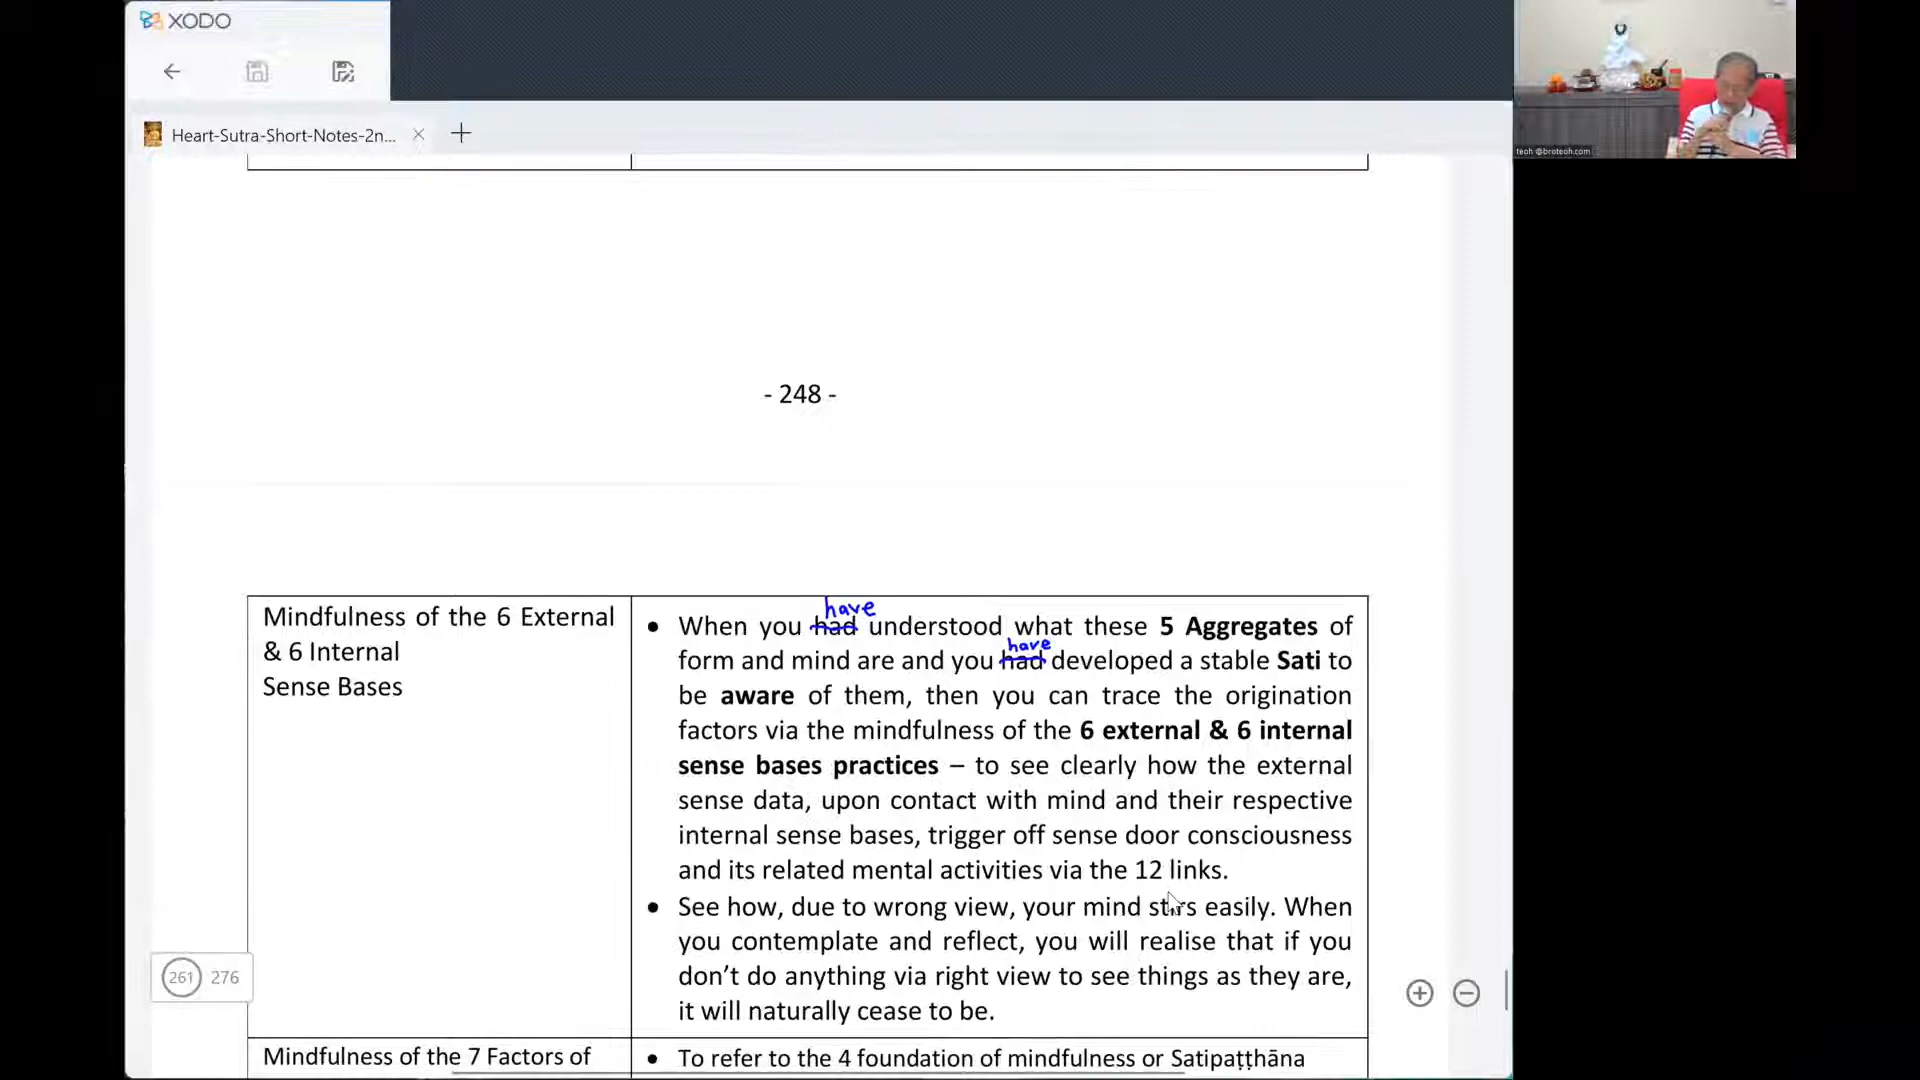 XODO
teoh @broteoh.com
Heart-Sutra-Short-Notes-2n...
- 248 -
Mindfulness of the 6 External
& 6 Internal
Sense Bases
have
When you had understood what these 5 Aggregates of
have
form and mind are and you had developed a stable Sati to
be aware of them, then you can trace the origination
factors via the mindfulness of the 6 external & 6 internal
sense bases practices – to see clearly how the external
sense data, upon contact with mind and their respective
internal sense bases, trigger off sense door consciousness
and its related mental activities via the 12 links.
See how, due to wrong view, your mind stirs easily. When
you contemplate and reflect, you will realise that if you
don't do anything via right view to see things as they are,
it will naturally cease to be.
261 276
Mindfulness of the 7 Factors of
To refer to the 4 foundation of mindfulness or Satipaṭṭhāna